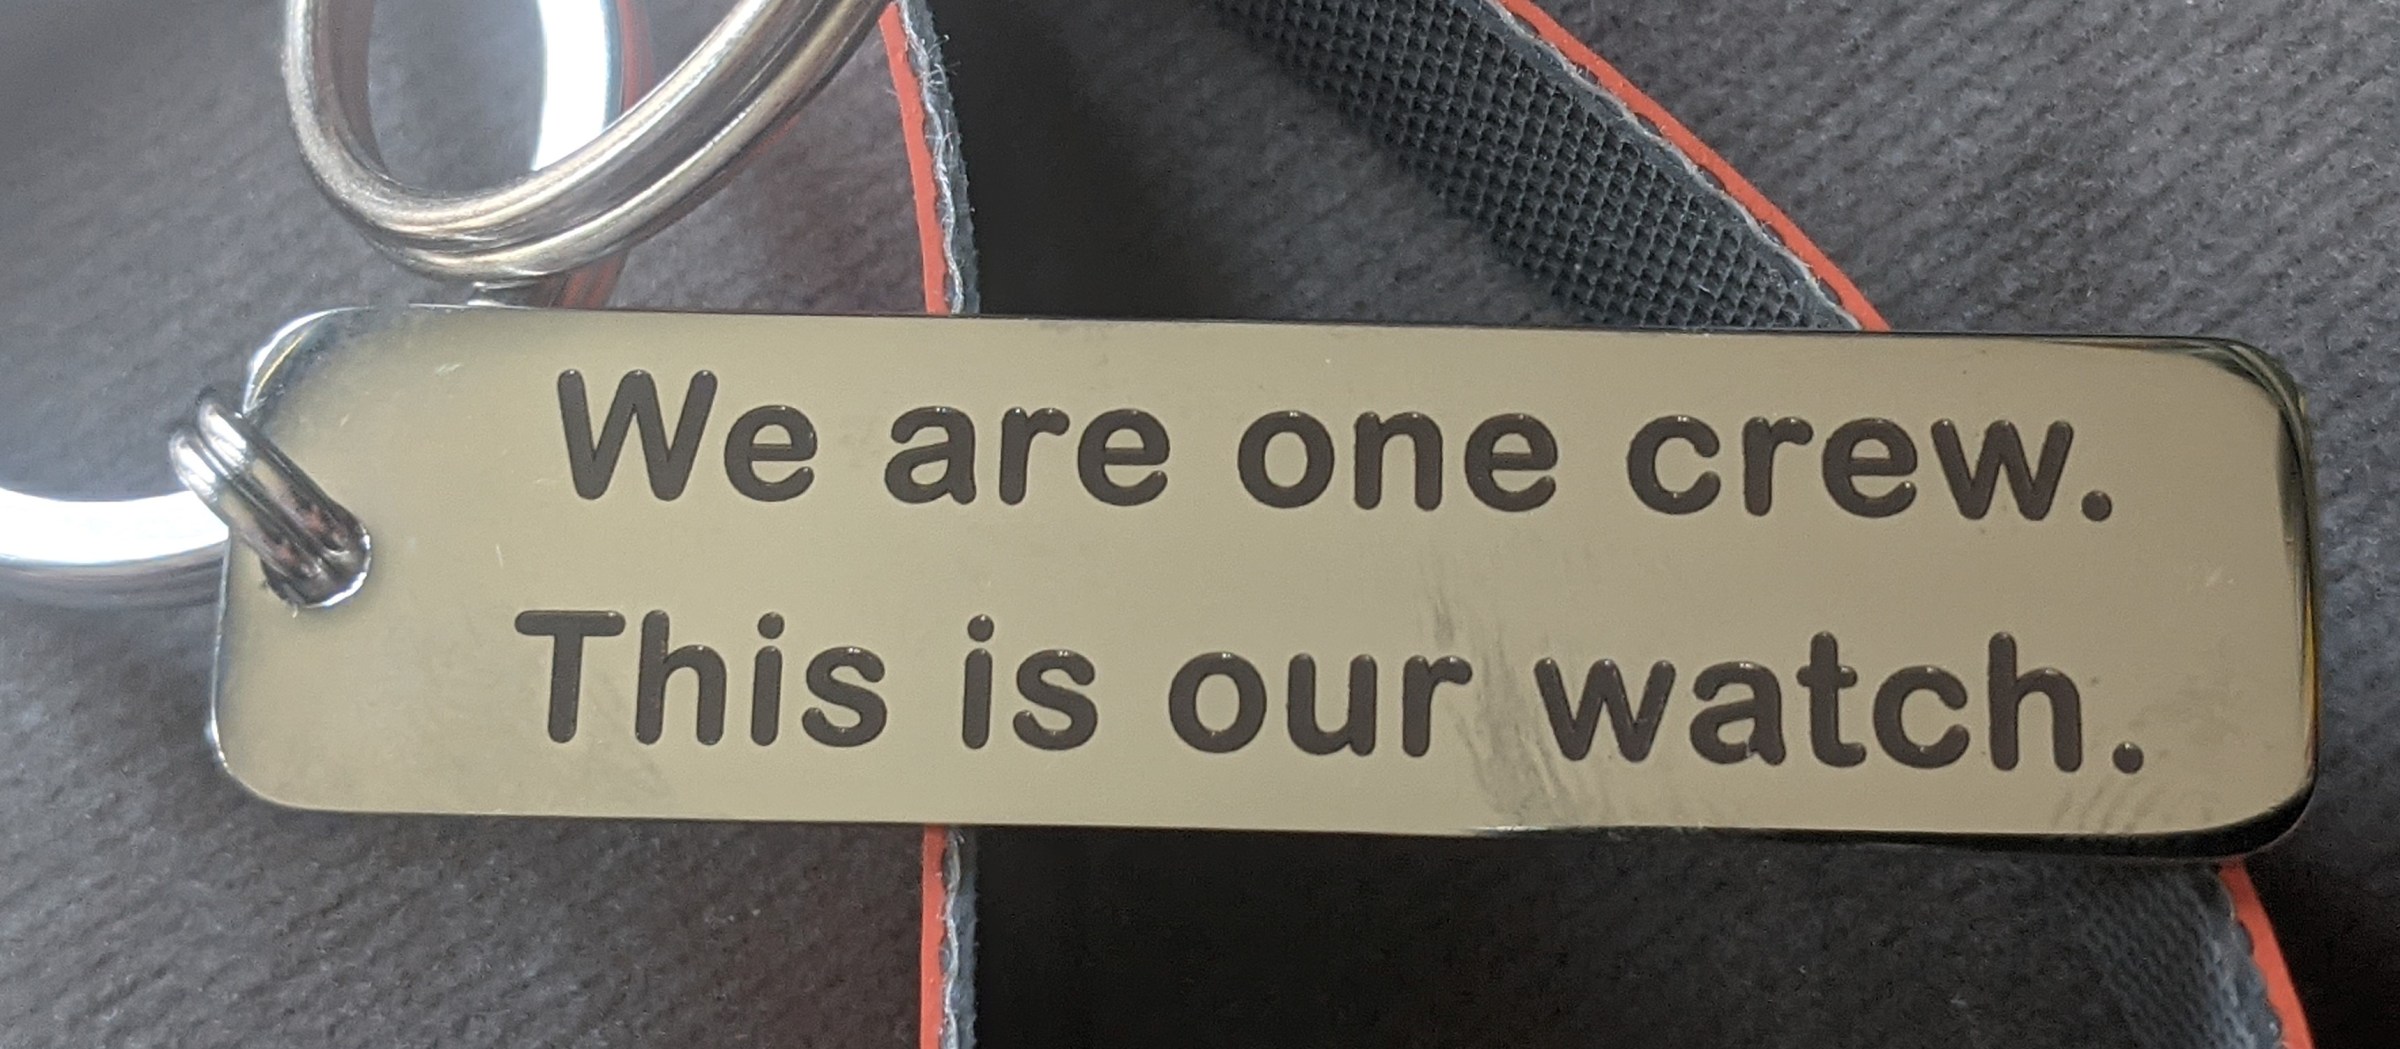 We are one crew.
This is our watch.